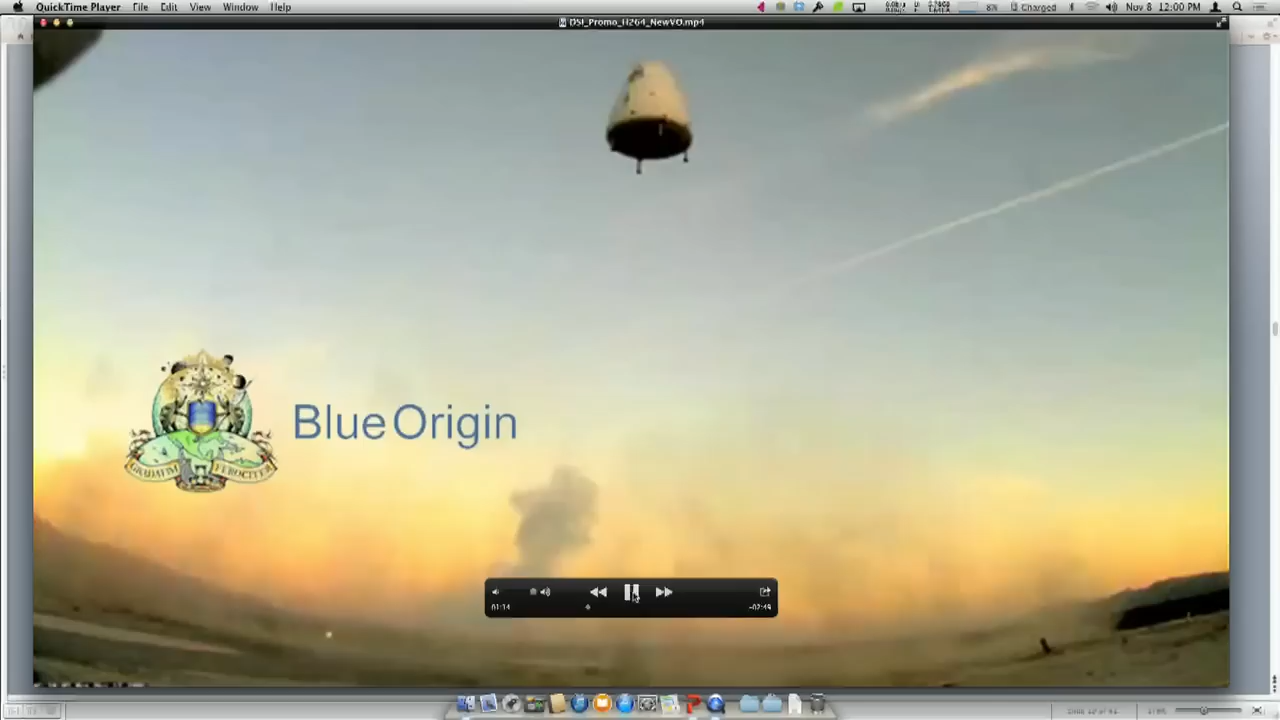 QuickTime Player File Edit View Window Help
Charged Nov 8 12:00 PM
DSI_Promo_H264_NewVO.mp4
Blue Origin
GRADATIM FEROCITER
01:14
-02:49